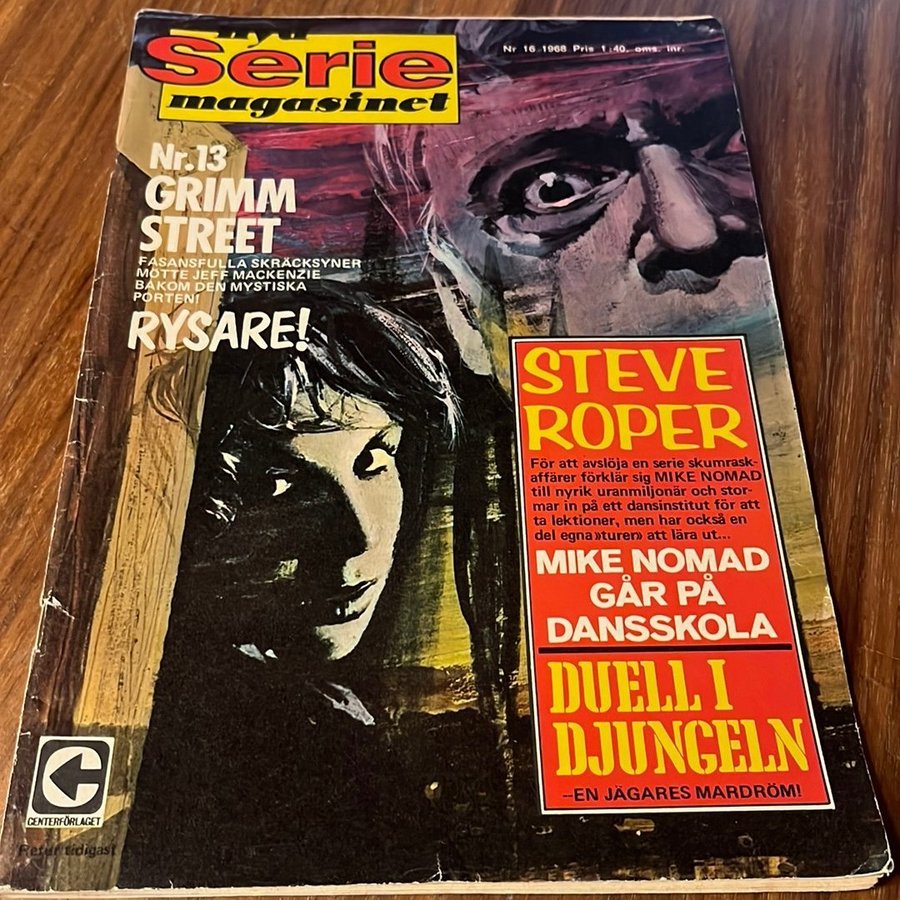 nya
Serie
magasinet
Nr 16 1968 Pris 1:40, oms. inr.
Nr.13
GRIMM
STREET
FASANSFULLA SKRÄCKSYNER
MÖTTE JEFF MACKENZIE
BAKOM DEN MYSTISKA
PORTEN!
RYSARE!
STEVE
ROPER
För att avslöja en serie skumrask-
affärer förklär sig MIKE NOMAD
till nyrik uranmiljonär och stor-
mar in på ett dansinstitut för att
ta lektioner, men har också en
del egna »turer» att lära ut...
MIKE NOMAD
GÅR PÅ
DANSSKOLA
DUELL I
DJUNGELN
–EN JÄGARES MARDRÖM!
C
CENTERFÖRLAGET
Retur tidigast